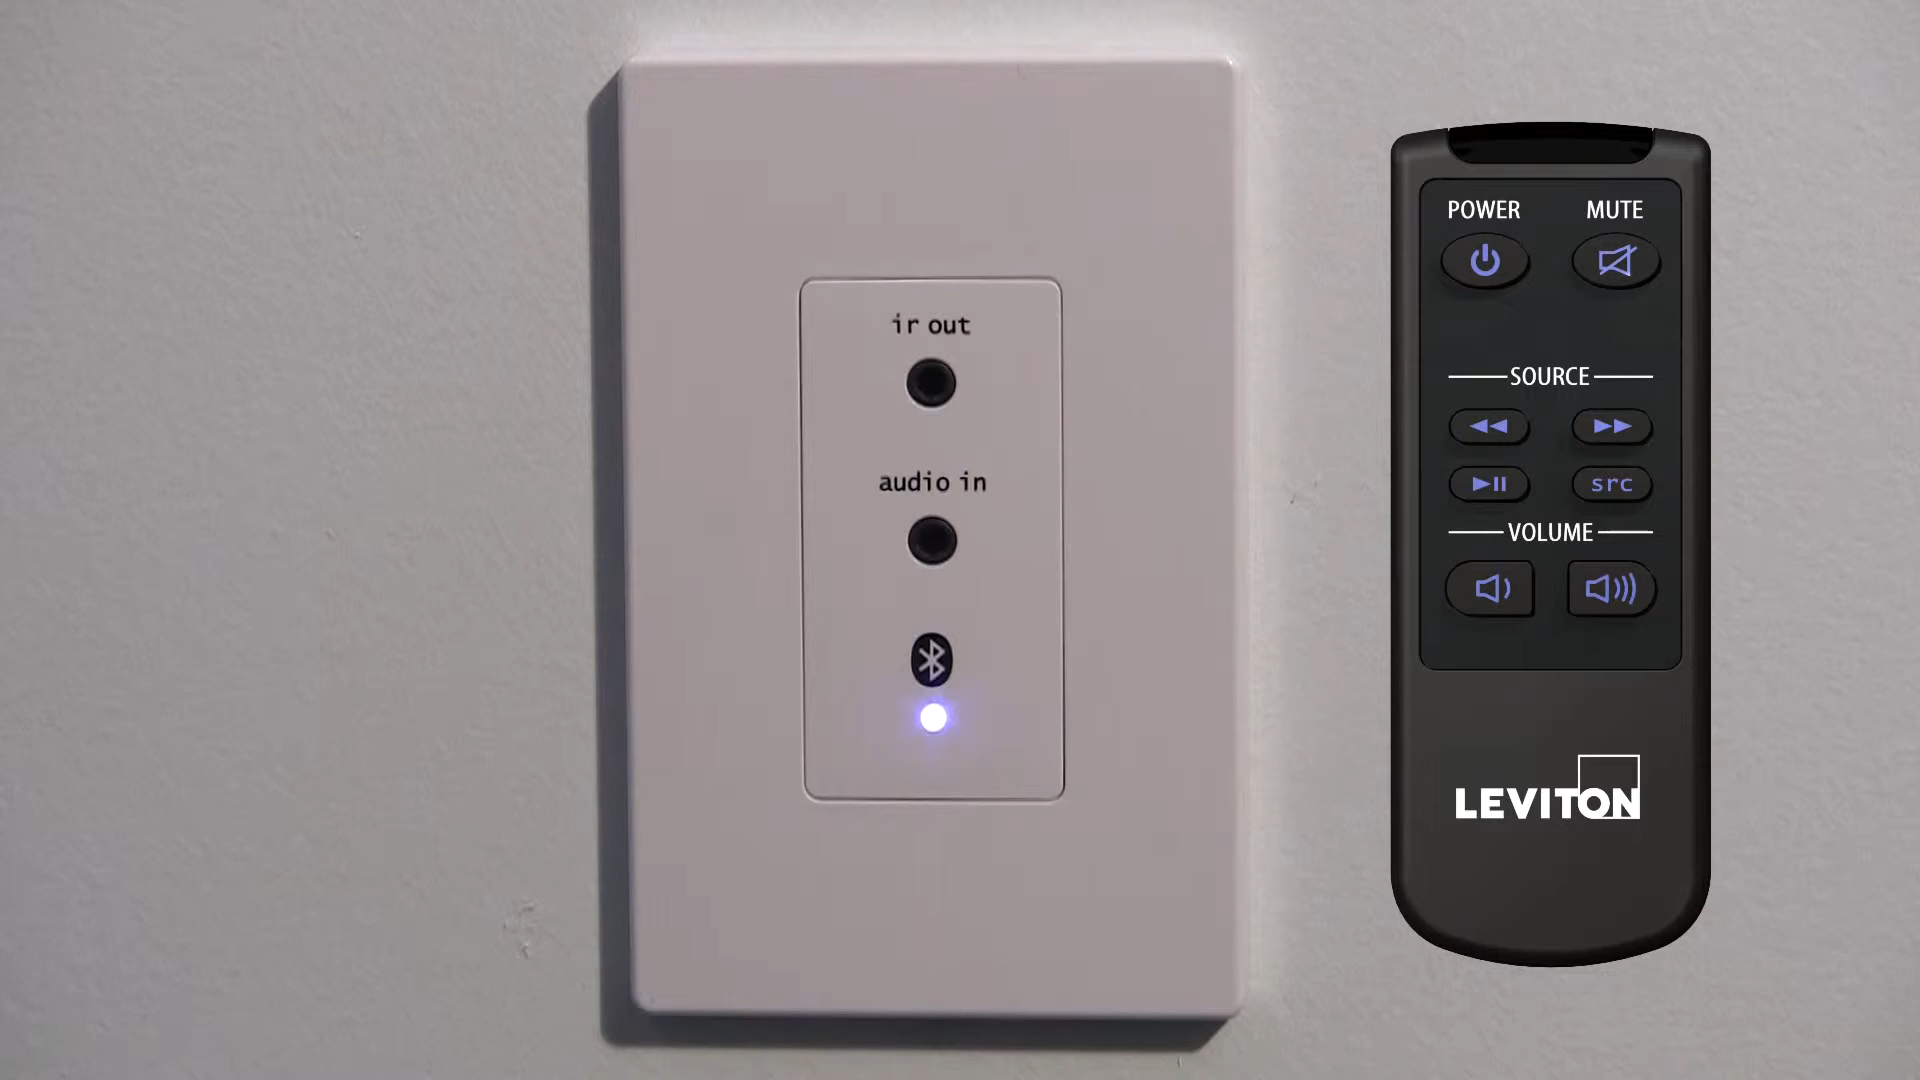 ir out
audio in
POWER MUTE
SOURCE
src
VOLUME
LEVITON